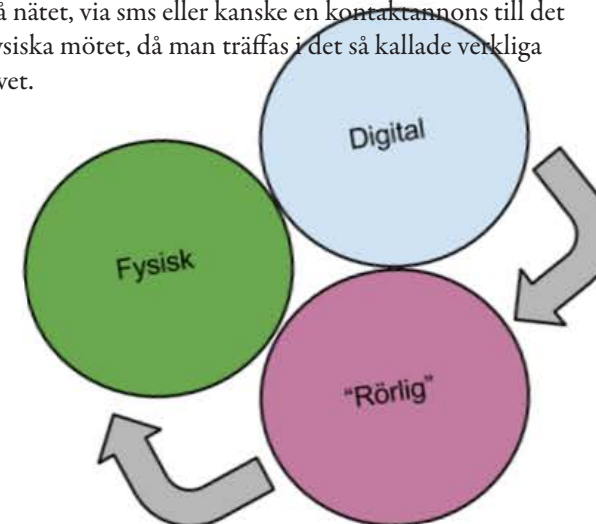 å nätet, via sms eller kanske en kontaktannons till det
ysiska mötet, då man träffas i det så kallade verkliga
vet.
Digital
Fysisk
“Rörlig”